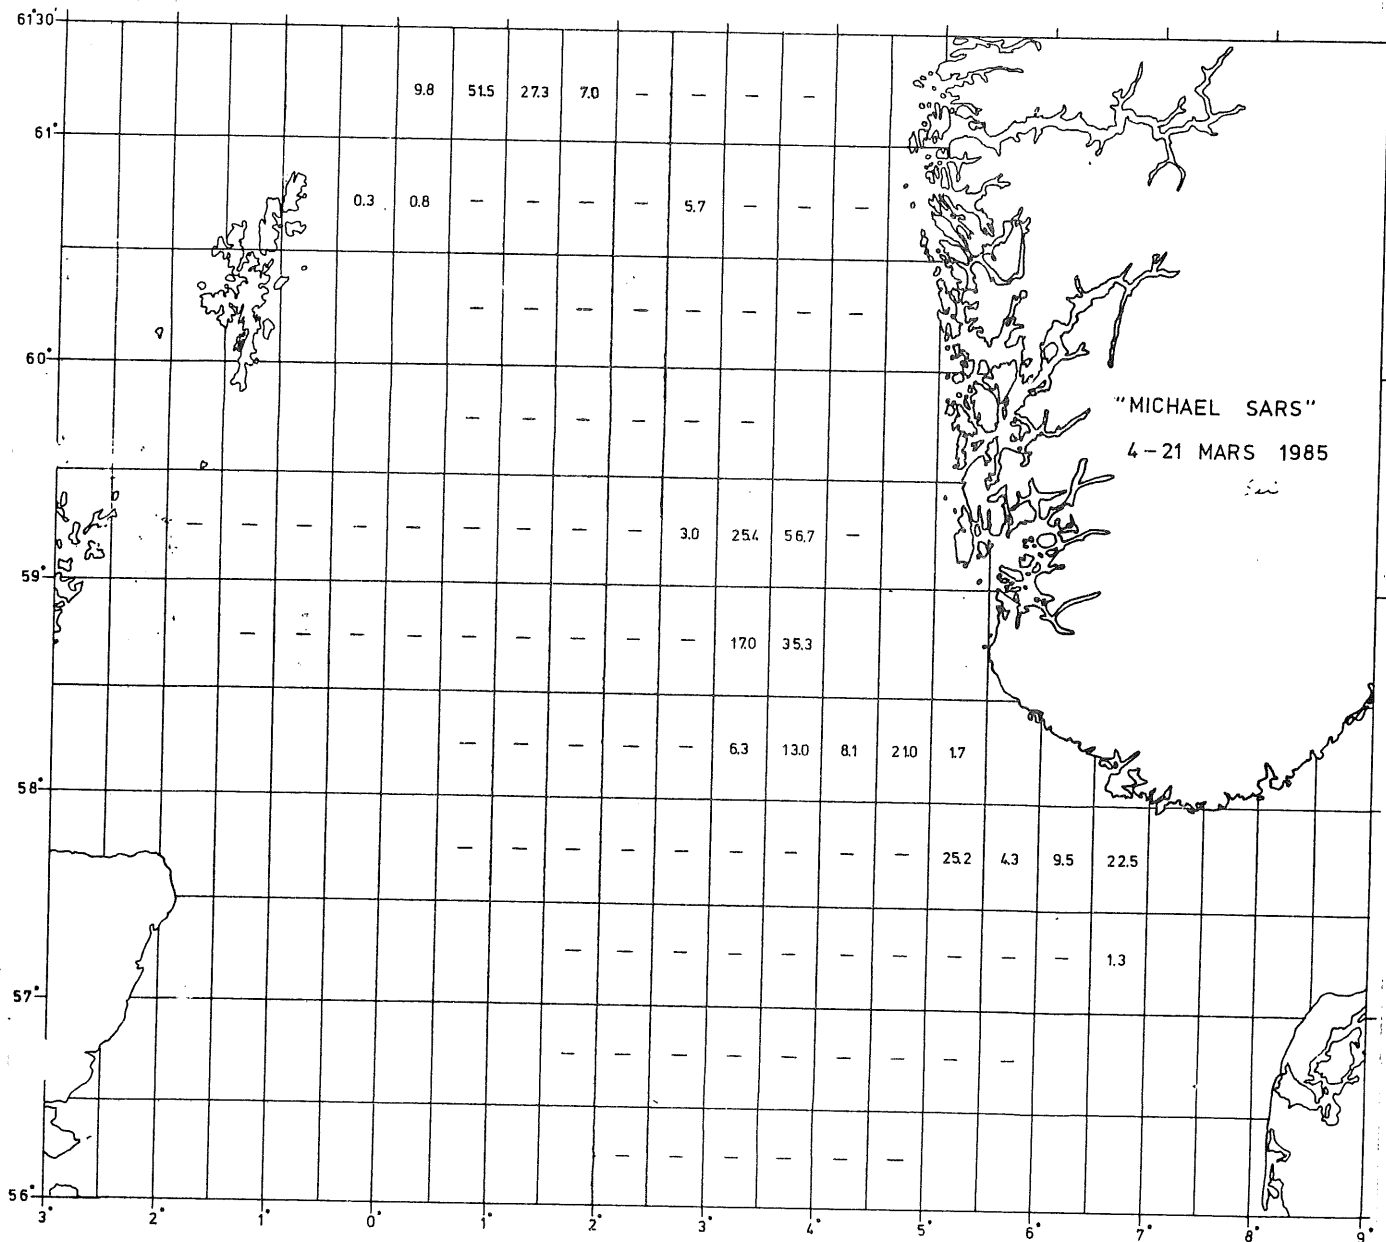 61°30'
9.8 51.5 27.3 7.0 — — — —
61°
0.3 0.8 — — — — 5.7 — — —
— — — — — — — —
60°
"MICHAEL SARS"
— — — — — —
4-21 MARS 1985
Sei
— — — — — — — — — 3.0 25.4 56.7 —
59°
— — — — — — — — — 17.0 35.3
— — — — — 6.3 13.0 8.1 21.0 1.7
58°
— — — — — — — — — 25.2 4.3 9.5 22.5
— — — — — — — — — — 1.3
57°
— — — — — — — — —
— — — — — —
56°
3° 2° 1° 0° 1° 2° 3° 4° 5° 6° 7° 8° 9°